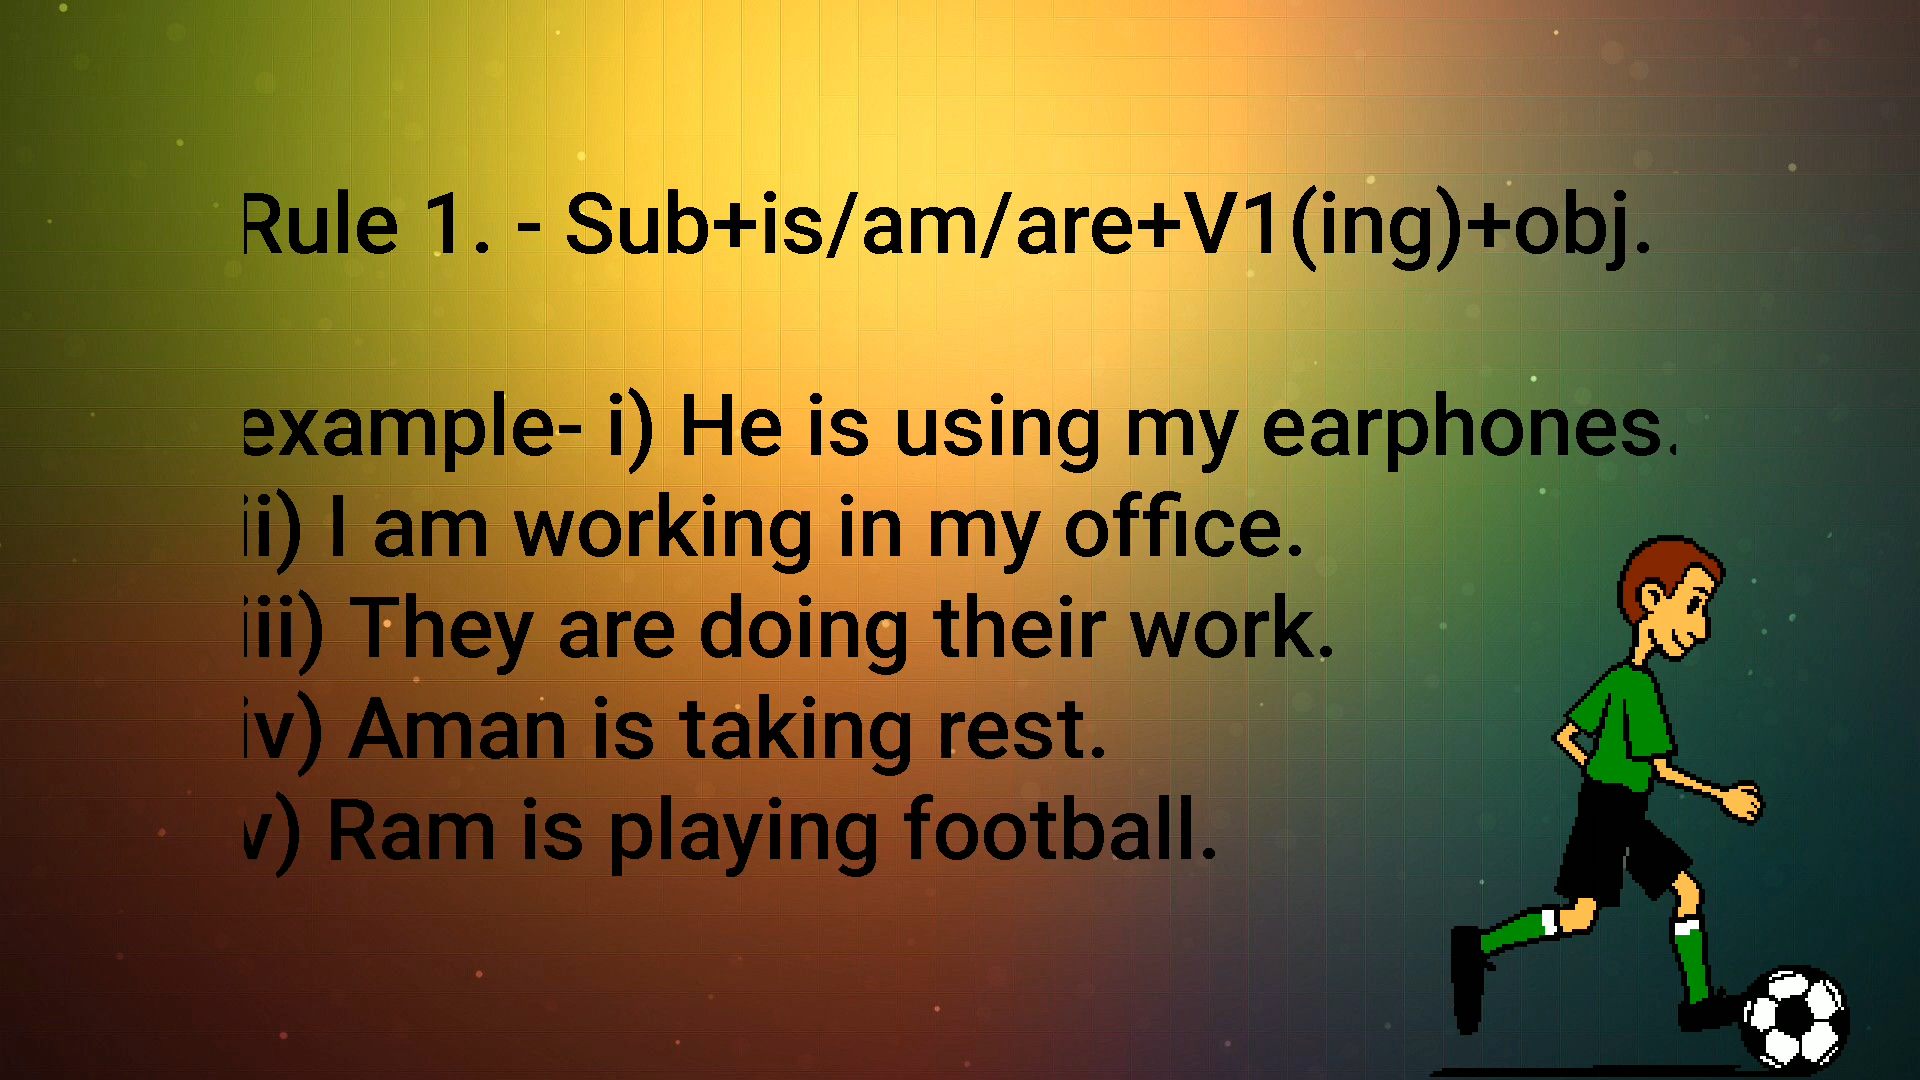 Rule 1. - Sub+is/am/are+V1(ing)+obj.
example- i) He is using my earphones.
ii) I am working in my office.
iii) They are doing their work.
iv) Aman is taking rest.
v) Ram is playing football.